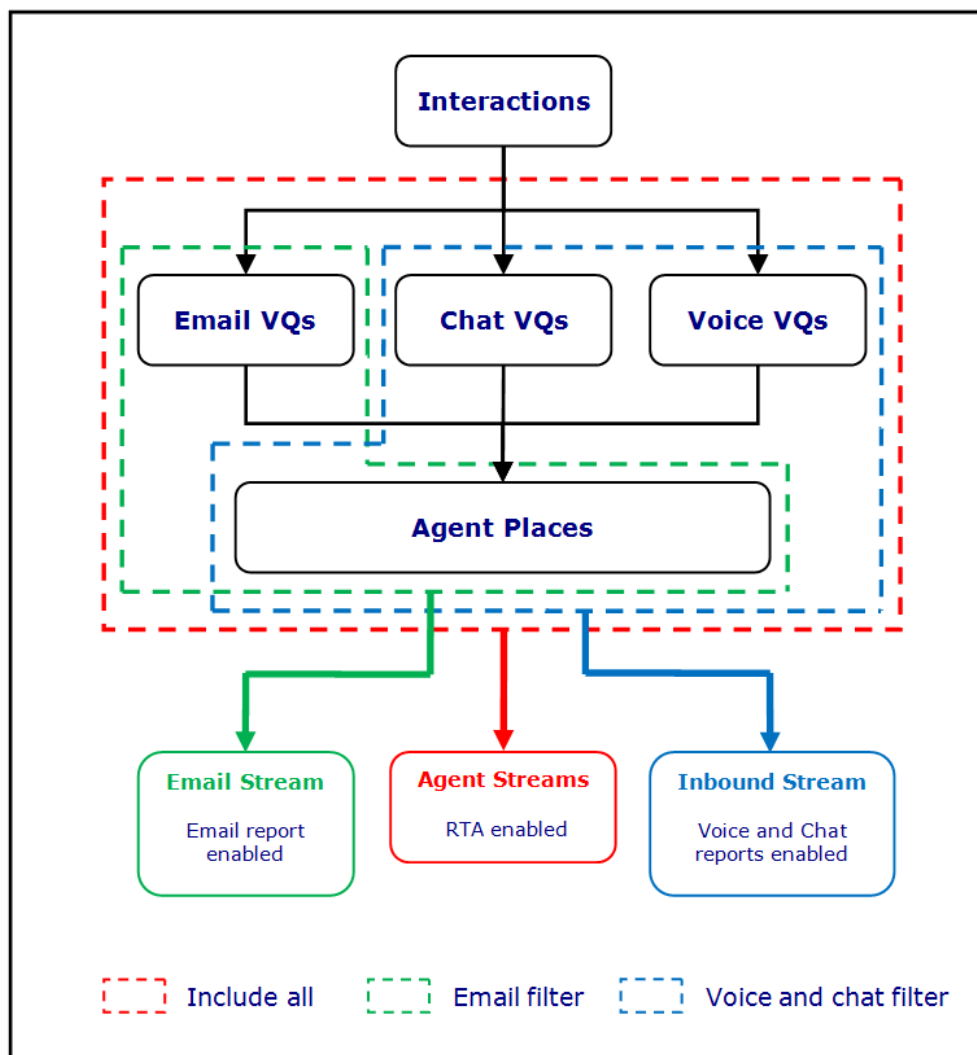 Interactions
Email VQs
Chat VQs
Voice VQs
Agent Places
Email Stream
Email report
enabled
Agent Streams
RTA enabled
Inbound Stream
Voice and Chat
reports enabled
Include all
Email filter
Voice and chat filter